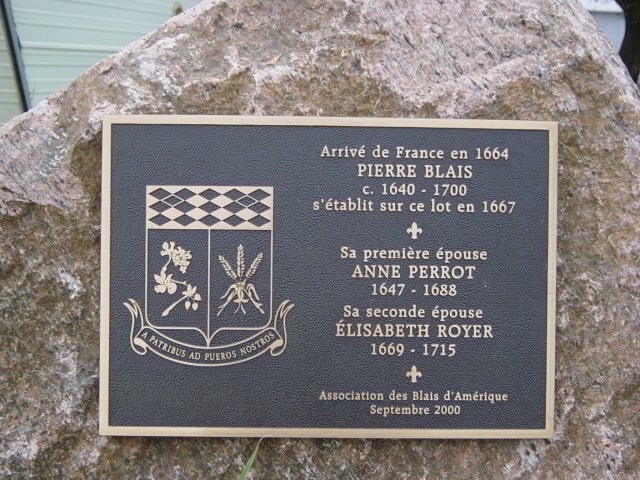 Arrivé de France en 1664
PIERRE BLAIS
c. 1640 - 1700
s'établit sur ce lot en 1667
Sa première épouse
ANNE PERROT
1647 - 1688
Sa seconde épouse
ÉLISABETH ROYER
1669 - 1715
Association des Blais d'Amérique
Septembre 2000
A PATRIBUS AD PUEROS NOSTROS